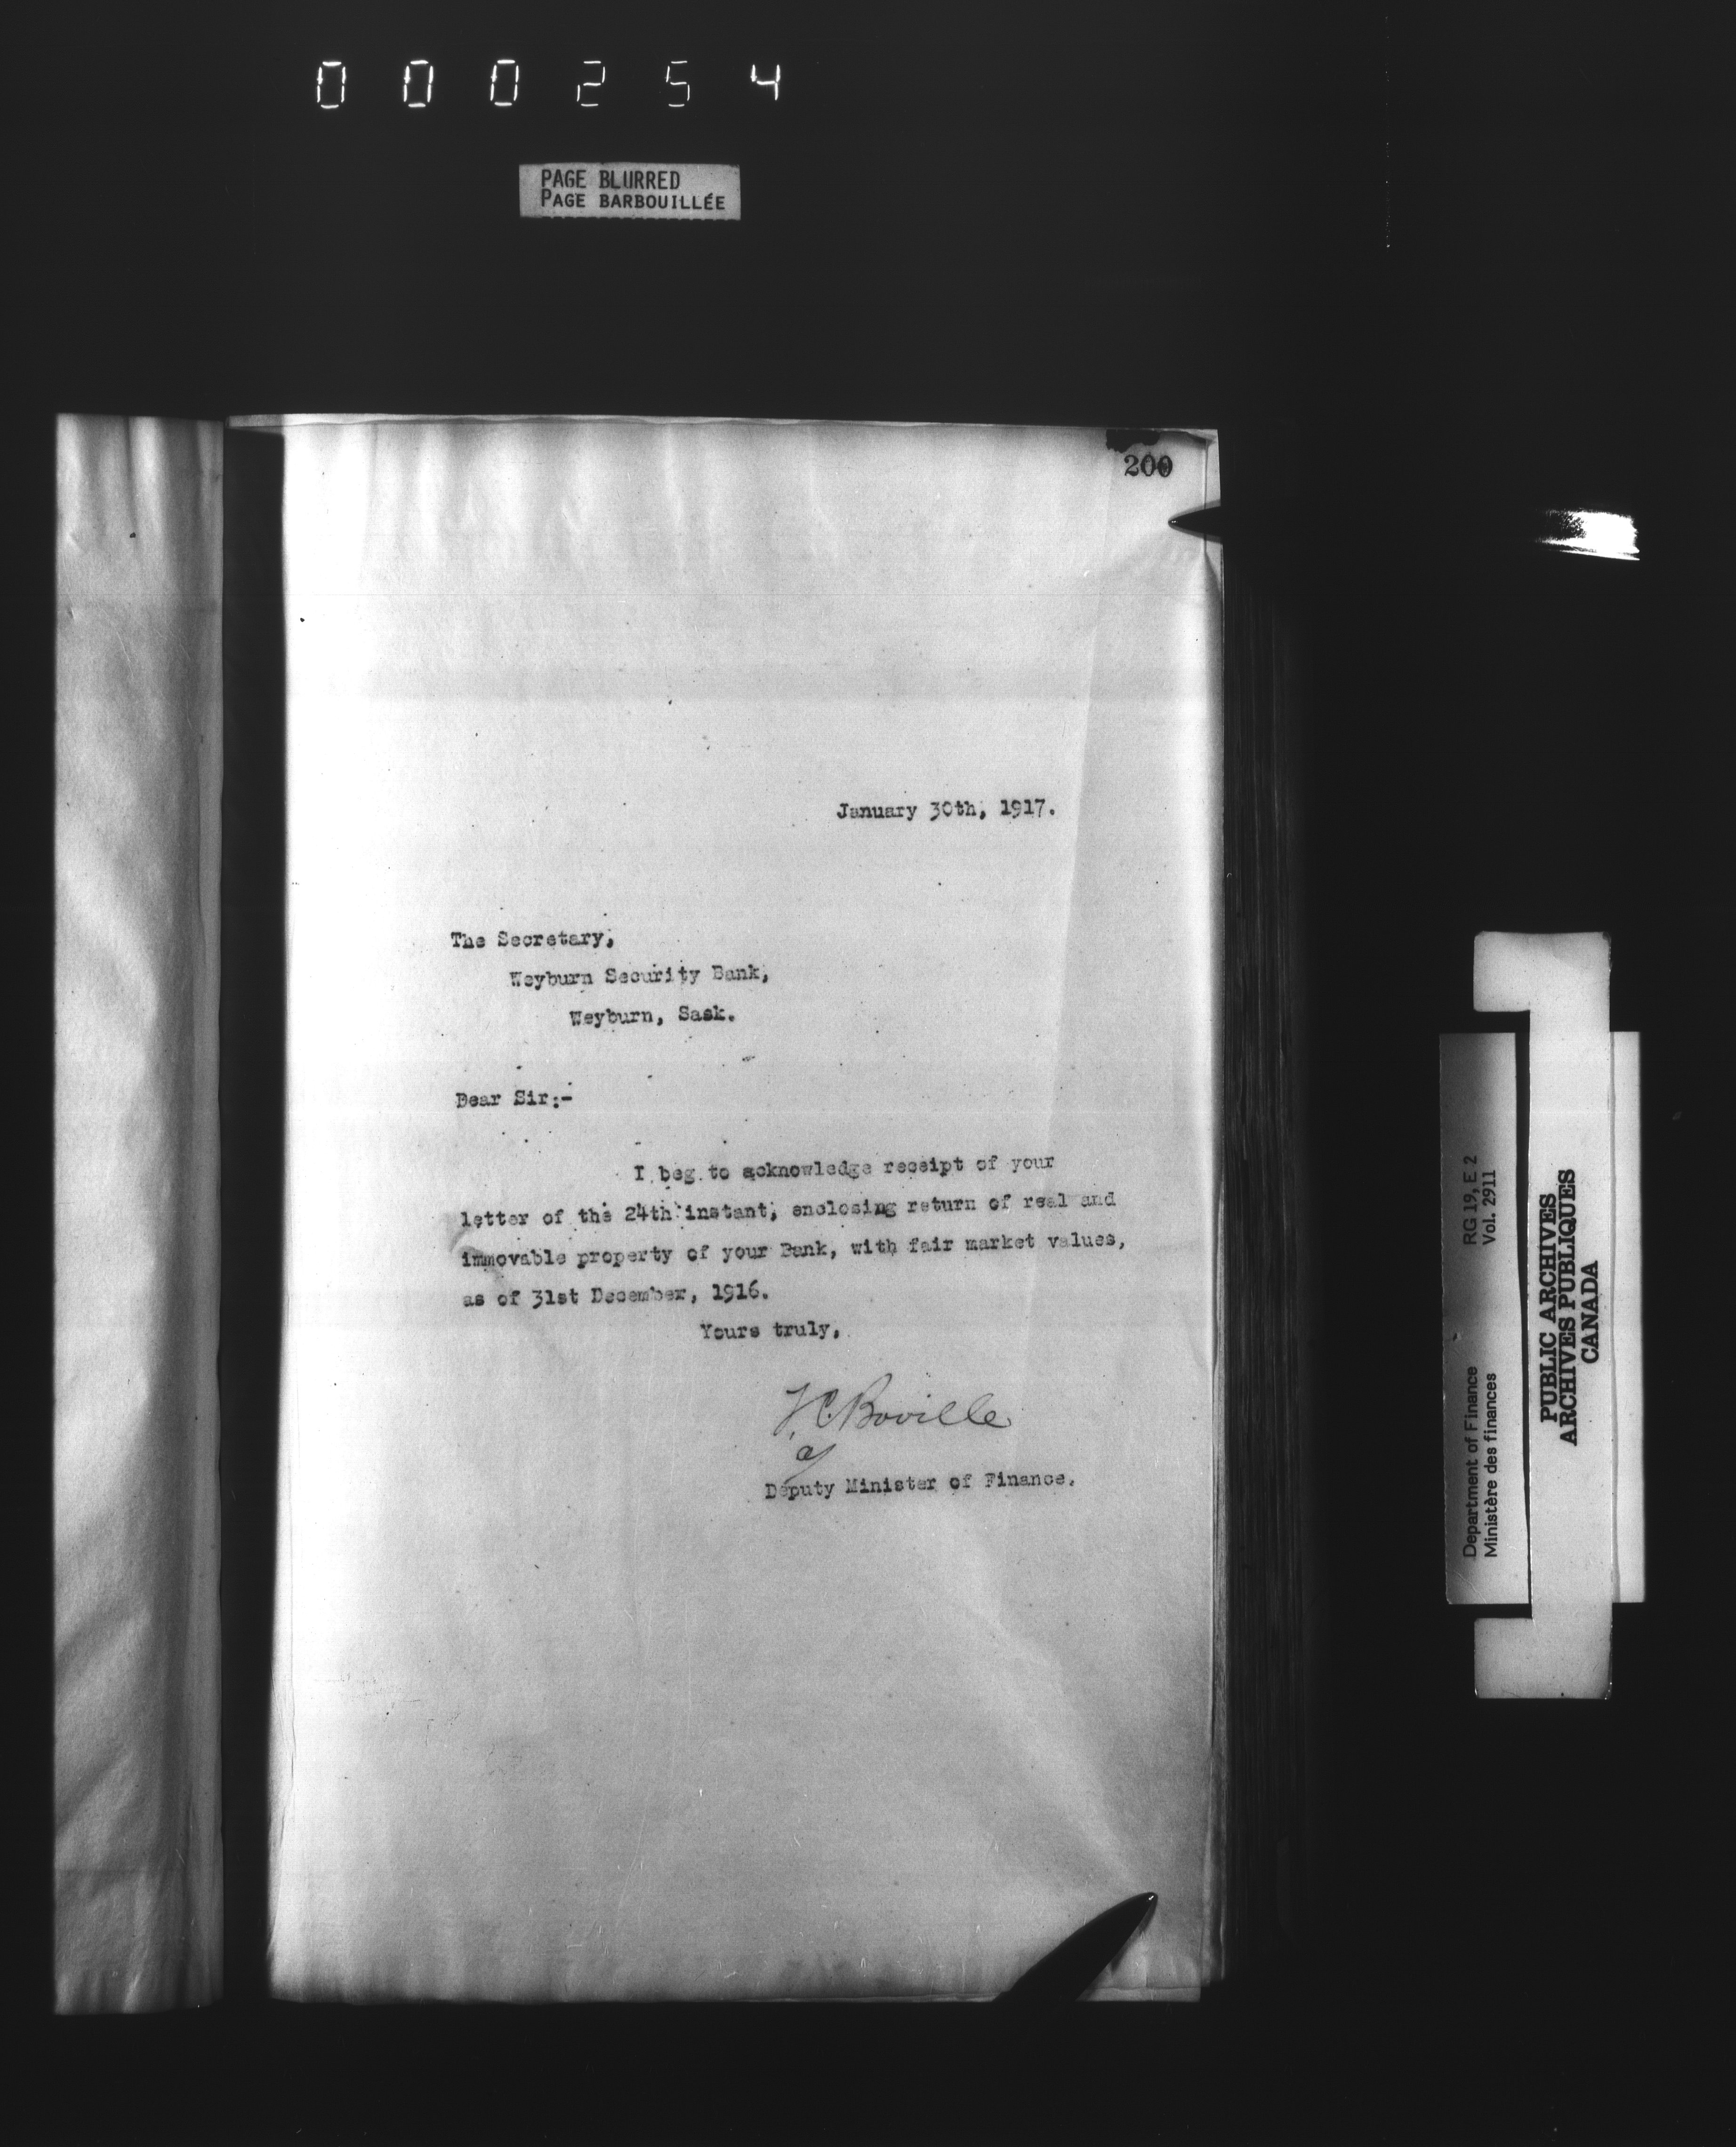 000254
PAGE BLURRED
PAGE BARBOUILLÉE
200
January 30th, 1917.
The Secretary,
Weyburn Security Bank,
Weyburn, Sask.
Dear Sir:-
I beg to acknowledge receipt of your
letter of the 24th instant, enclosing return of real and
immovable property of your Bank, with fair market values,
as of 31st December, 1916.
Yours truly,
T.C. Boville
Deputy Minister of Finance.
Department of Finance RG 19, E 2
Ministère des finances Vol. 2911
PUBLIC ARCHIVES
ARCHIVES PUBLIQUES
CANADA